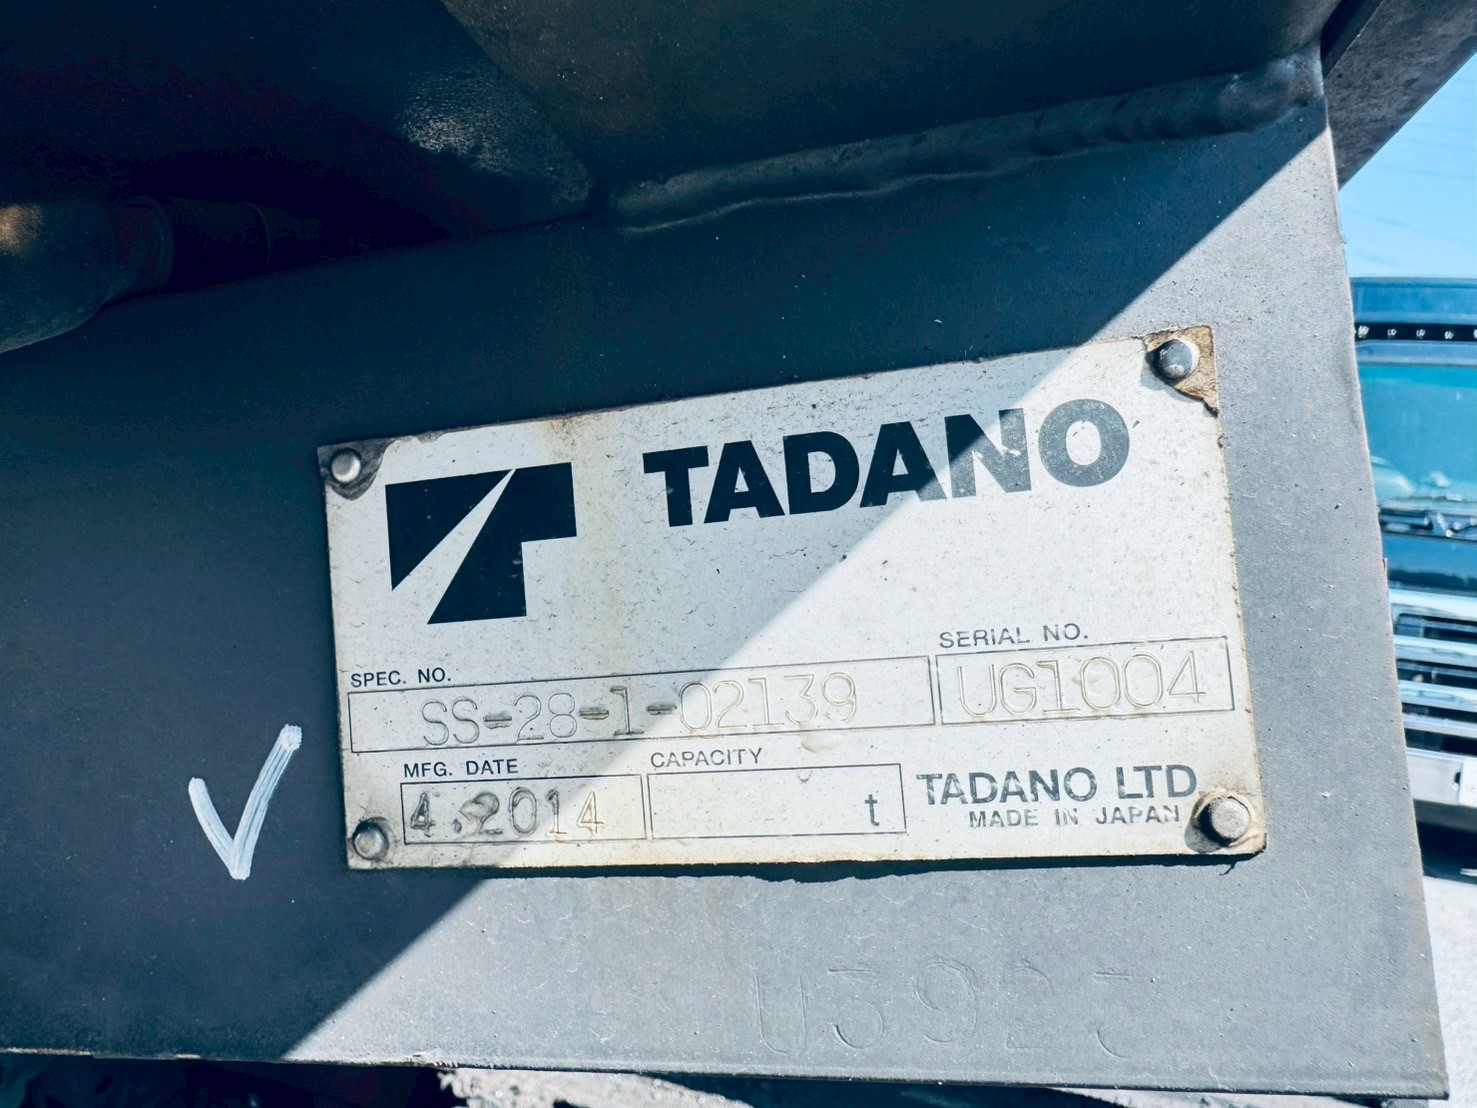 TADANO
SPEC. NO.
SERIAL NO.
SS-28-1-02139
UG1004
MFG. DATE
CAPACITY
4.2014
t
TADANO LTD
MADE IN JAPAN